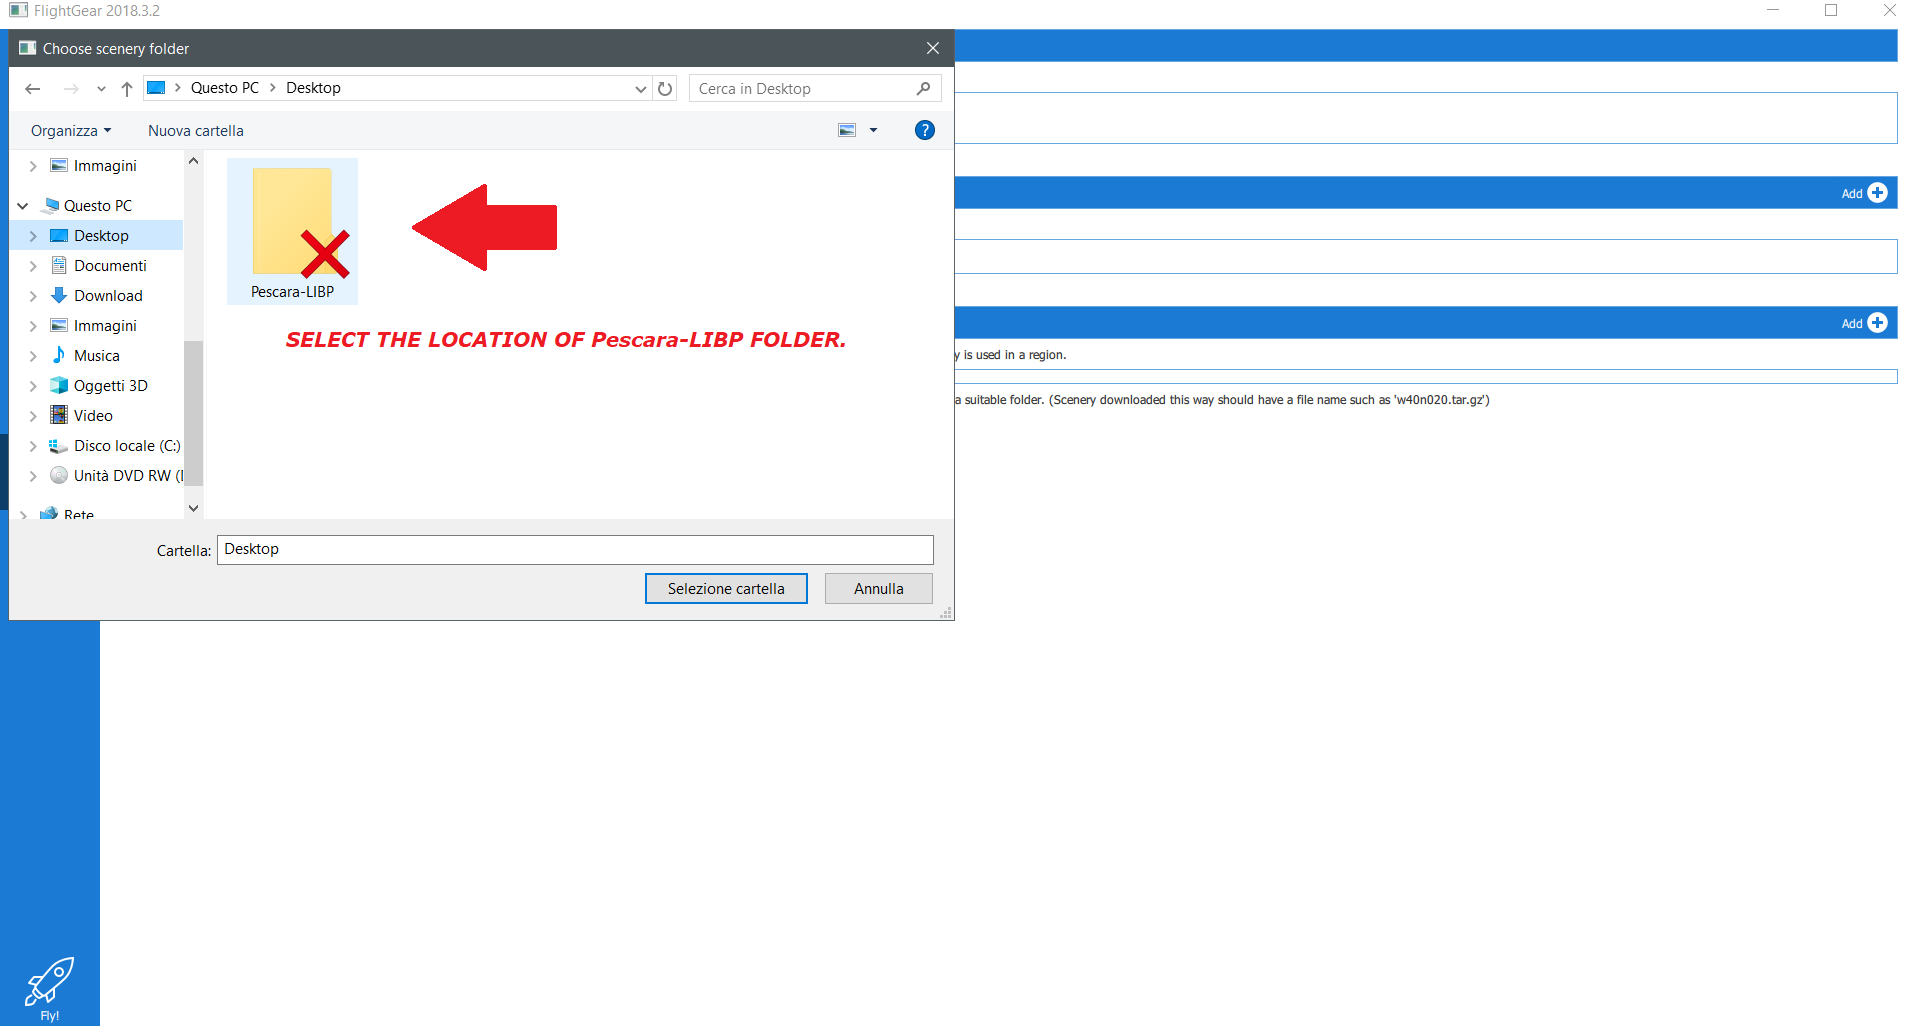 FlightGear 2018.3.2
Choose scenery folder
Questo PC > Desktop
Cerca in Desktop
Organizza
Nuova cartella
?
Immagini
Questo PC
Desktop
Documenti
Download
Immagini
Musica
Oggetti 3D
Video
Disco locale (C:)
Unità DVD RW (
Rete
Pescara-LIBP
SELECT THE LOCATION OF Pescara-LIBP FOLDER.
Cartella:
Desktop
Selezione cartella
Annulla
Add
Add
y is used in a region.
a suitable folder. (Scenery downloaded this way should have a file name such as 'w40n020.tar.gz')
Fly!